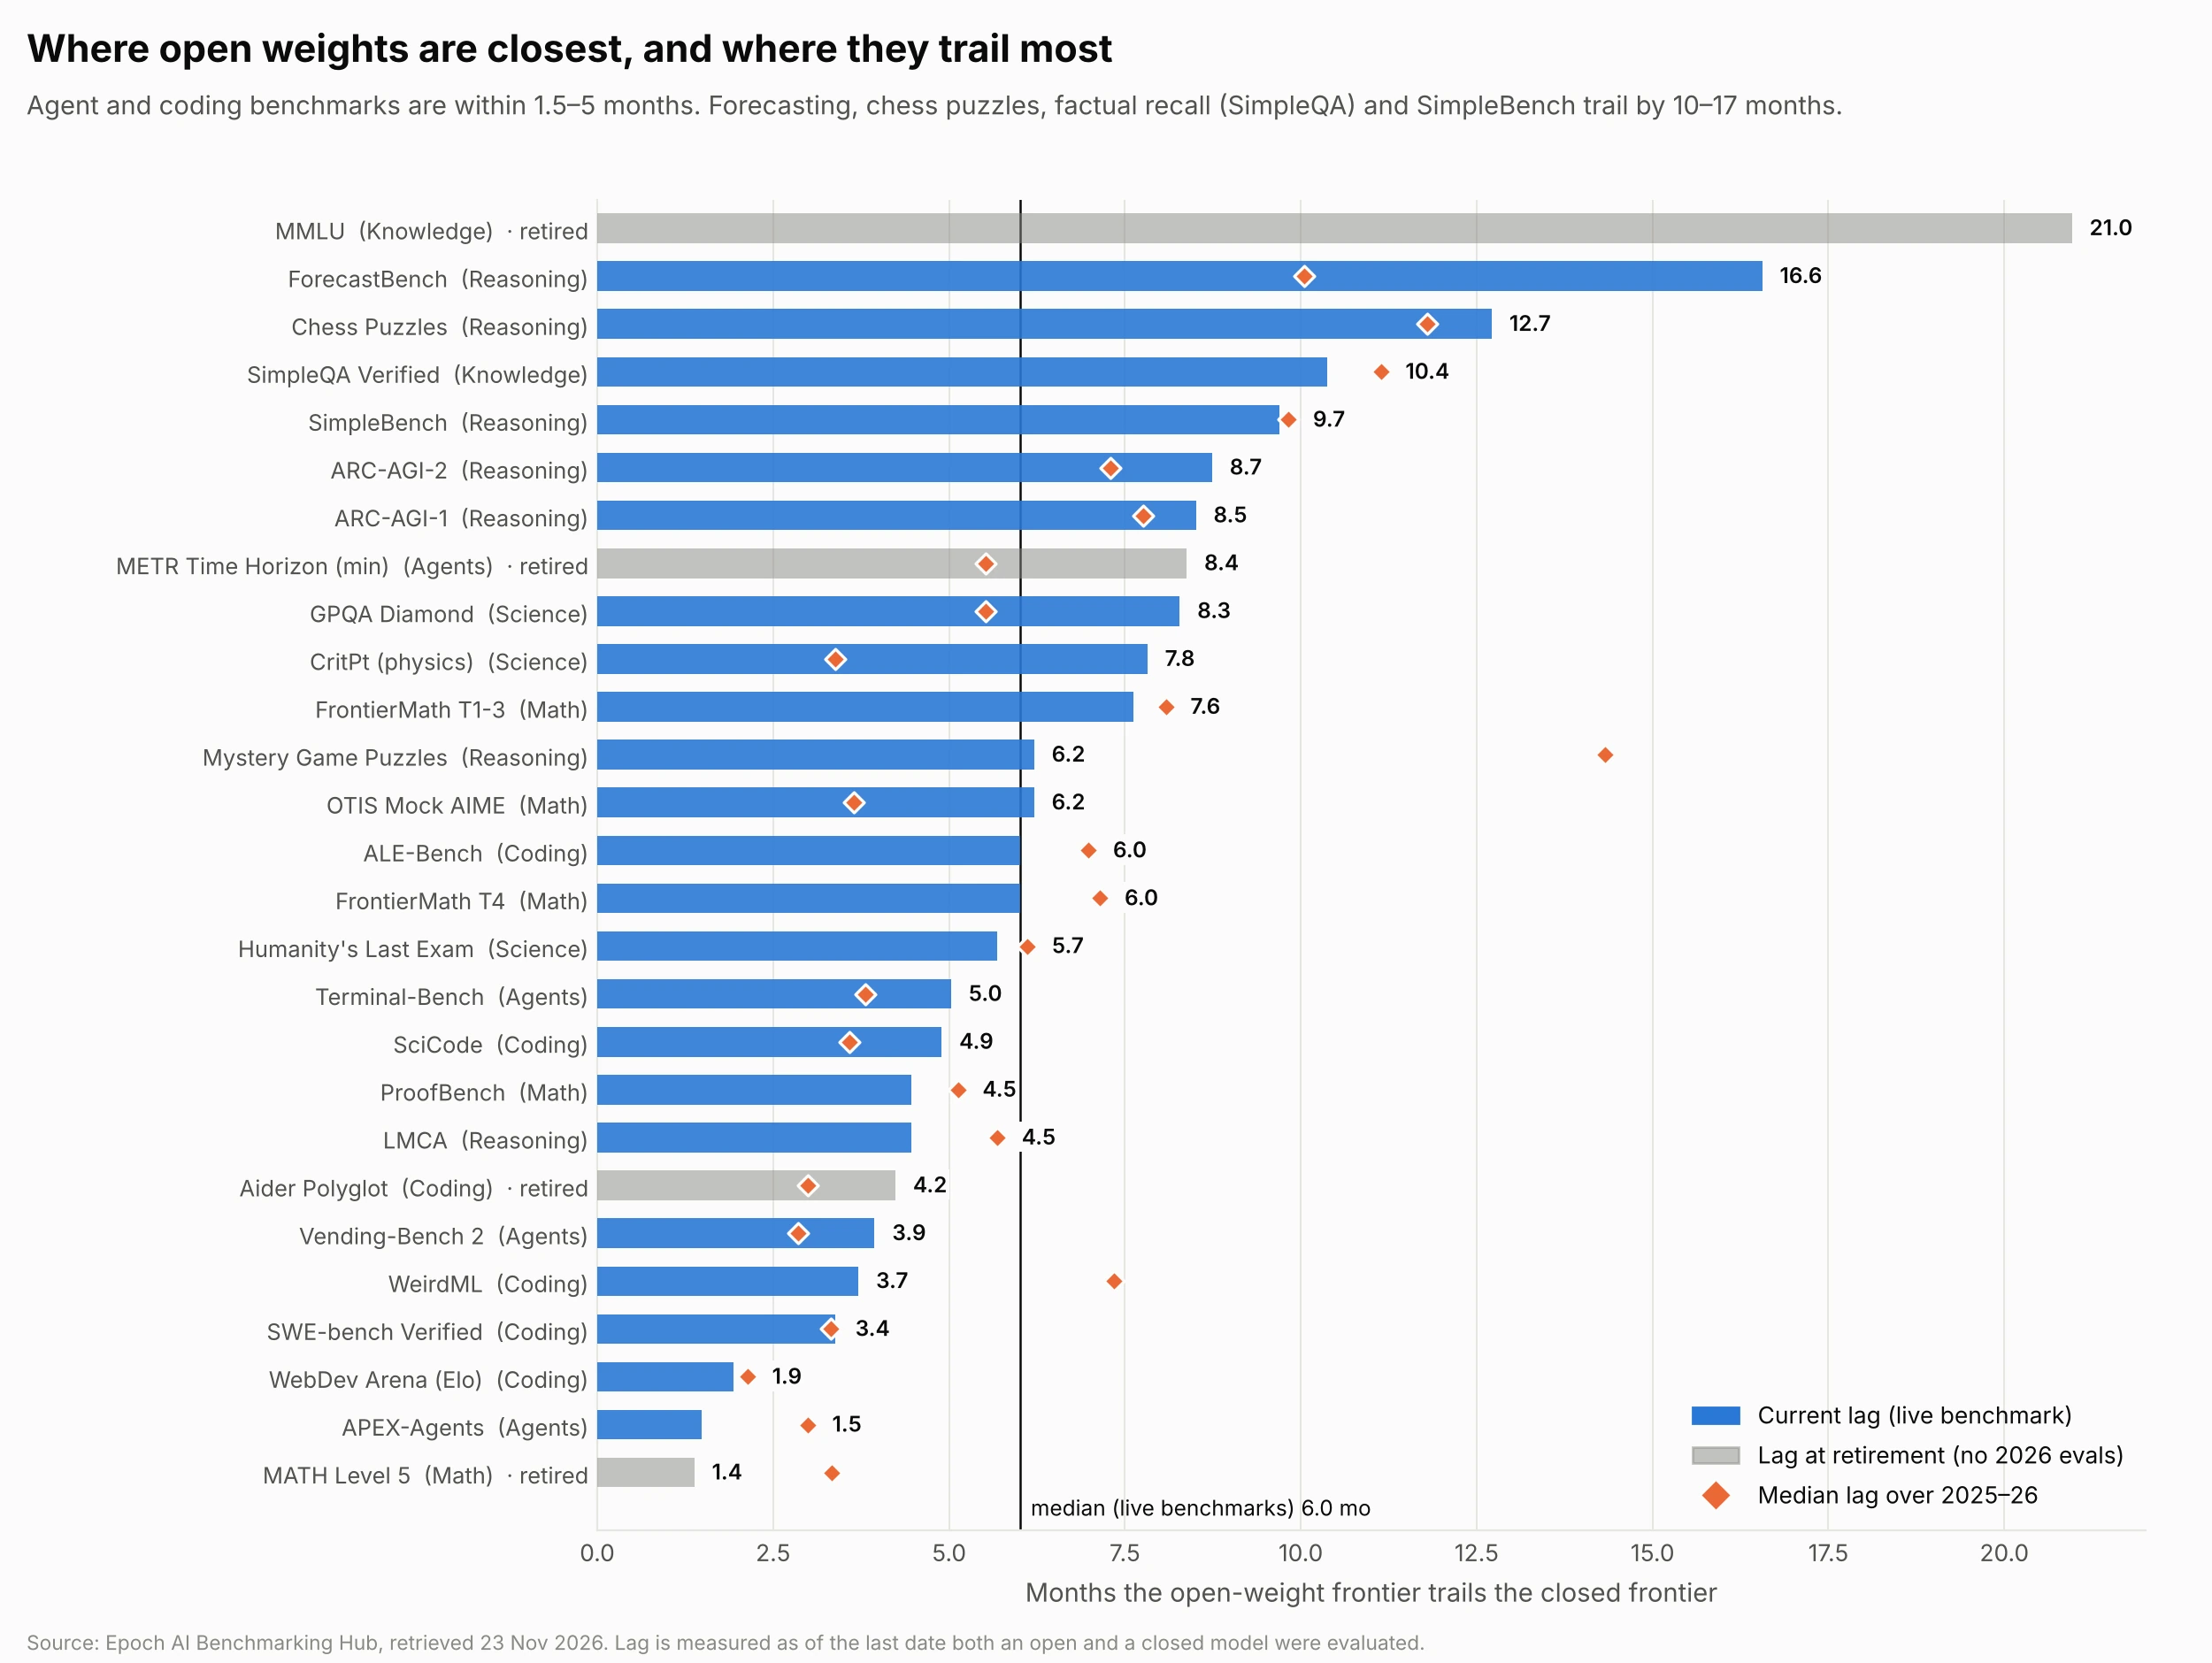 Where open weights are closest, and where they trail most
Agent and coding benchmarks are within 1.5–5 months. Forecasting, chess puzzles, factual recall (SimpleQA) and SimpleBench trail by 10–17 months.
MMLU (Knowledge) · retired 21.0
ForecastBench (Reasoning) 16.6
Chess Puzzles (Reasoning) 12.7
SimpleQA Verified (Knowledge) 10.4
SimpleBench (Reasoning) 9.7
ARC-AGI-2 (Reasoning) 8.7
ARC-AGI-1 (Reasoning) 8.5
METR Time Horizon (min) (Agents) · retired 8.4
GPQA Diamond (Science) 8.3
CritPt (physics) (Science) 7.8
FrontierMath T1-3 (Math) 7.6
Mystery Game Puzzles (Reasoning) 6.2
OTIS Mock AIME (Math) 6.2
ALE-Bench (Coding) 6.0
FrontierMath T4 (Math) 6.0
Humanity's Last Exam (Science) 5.7
Terminal-Bench (Agents) 5.0
SciCode (Coding) 4.9
ProofBench (Math) 4.5
LMCA (Reasoning) 4.5
Aider Polyglot (Coding) · retired 4.2
Vending-Bench 2 (Agents) 3.9
WeirdML (Coding) 3.7
SWE-bench Verified (Coding) 3.4
WebDev Arena (Elo) (Coding) 1.9
APEX-Agents (Agents) 1.5
MATH Level 5 (Math) · retired 1.4
Current lag (live benchmark)
Lag at retirement (no 2026 evals)
Median lag over 2025–26
median (live benchmarks) 6.0 mo
0.0 2.5 5.0 7.5 10.0 12.5 15.0 17.5 20.0
Months the open-weight frontier trails the closed frontier
Source: Epoch AI Benchmarking Hub, retrieved 23 Nov 2026. Lag is measured as of the last date both an open and a closed model were evaluated.